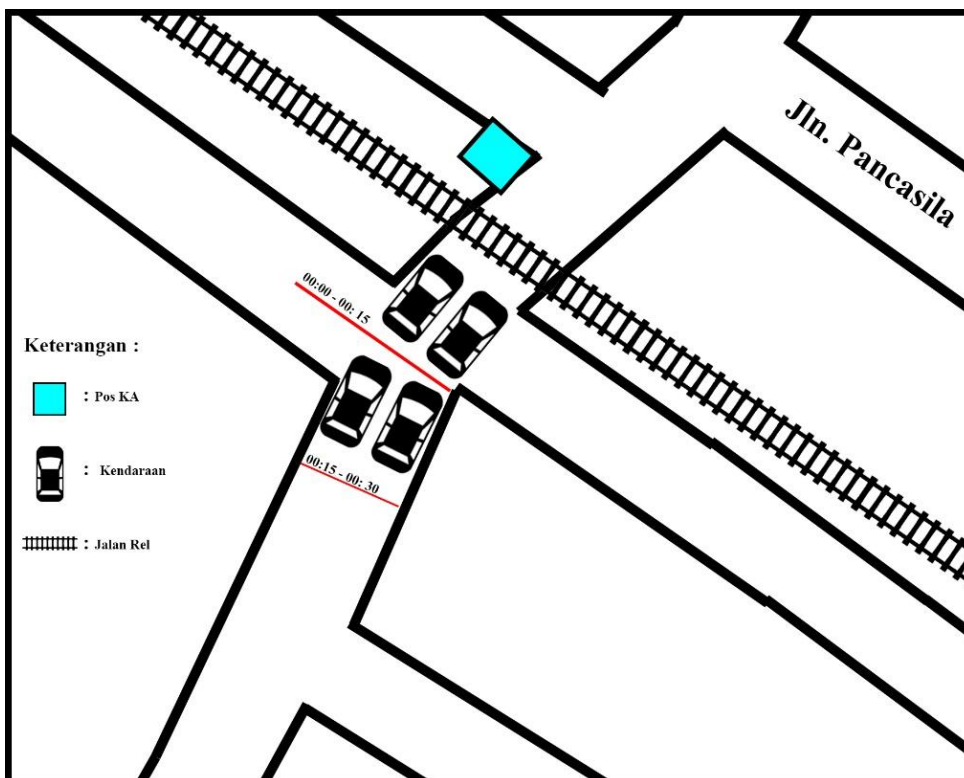 Jln. Pancasila
00:00 - 00: 15
00:15 - 00: 30
Keterangan :
: Pos KA
: Kendaraan
: Jalan Rel